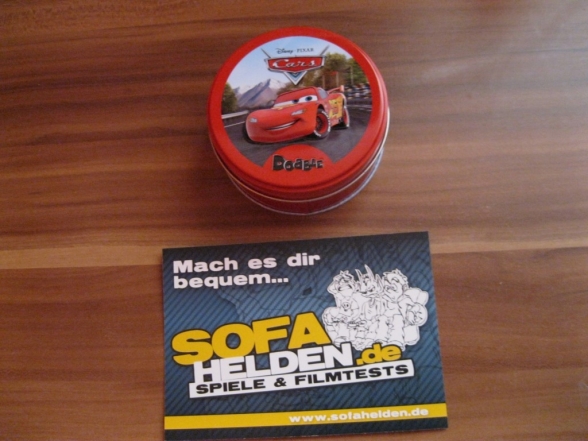 Disney · PIXAR
Cars
DOBBLE
Mach es dir
bequem...
SOFA
HELDEN.de
SPIELE & FILMTESTS
www.sofahelden.de